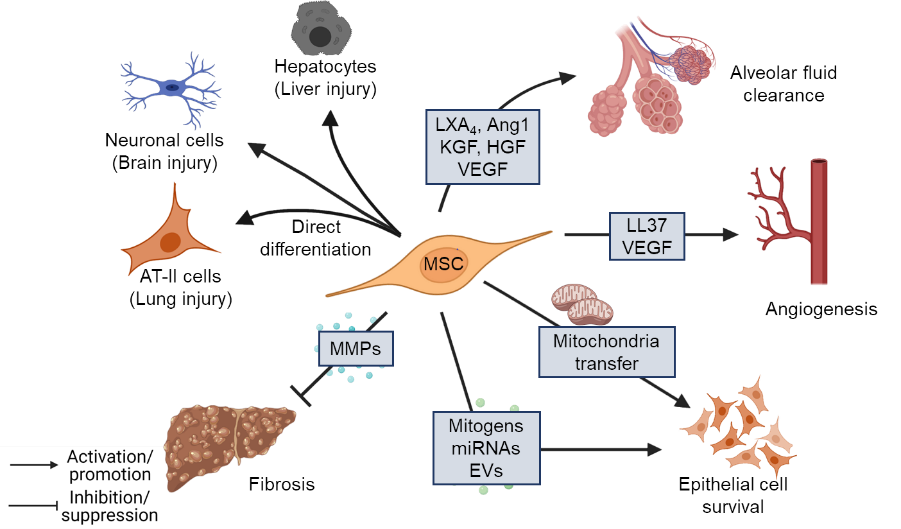 Hepatocytes
(Liver injury)
Neuronal cells
(Brain injury)
AT-II cells
(Lung injury)
Direct
differentiation
MSC
LXA₄, Ang1
KGF, HGF
VEGF
Alveolar fluid
clearance
LL37
VEGF
Angiogenesis
Mitochondria
transfer
MMPs
Mitogens
miRNAs
EVs
Epithelial cell
survival
Fibrosis
Activation/
promotion
Inhibition/
suppression